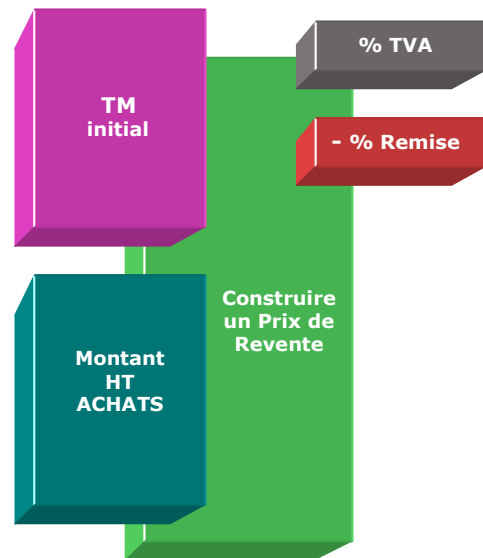 % TVA
TM
initial
- % Remise
Construire
un Prix de
Revente
Montant
HT
ACHATS